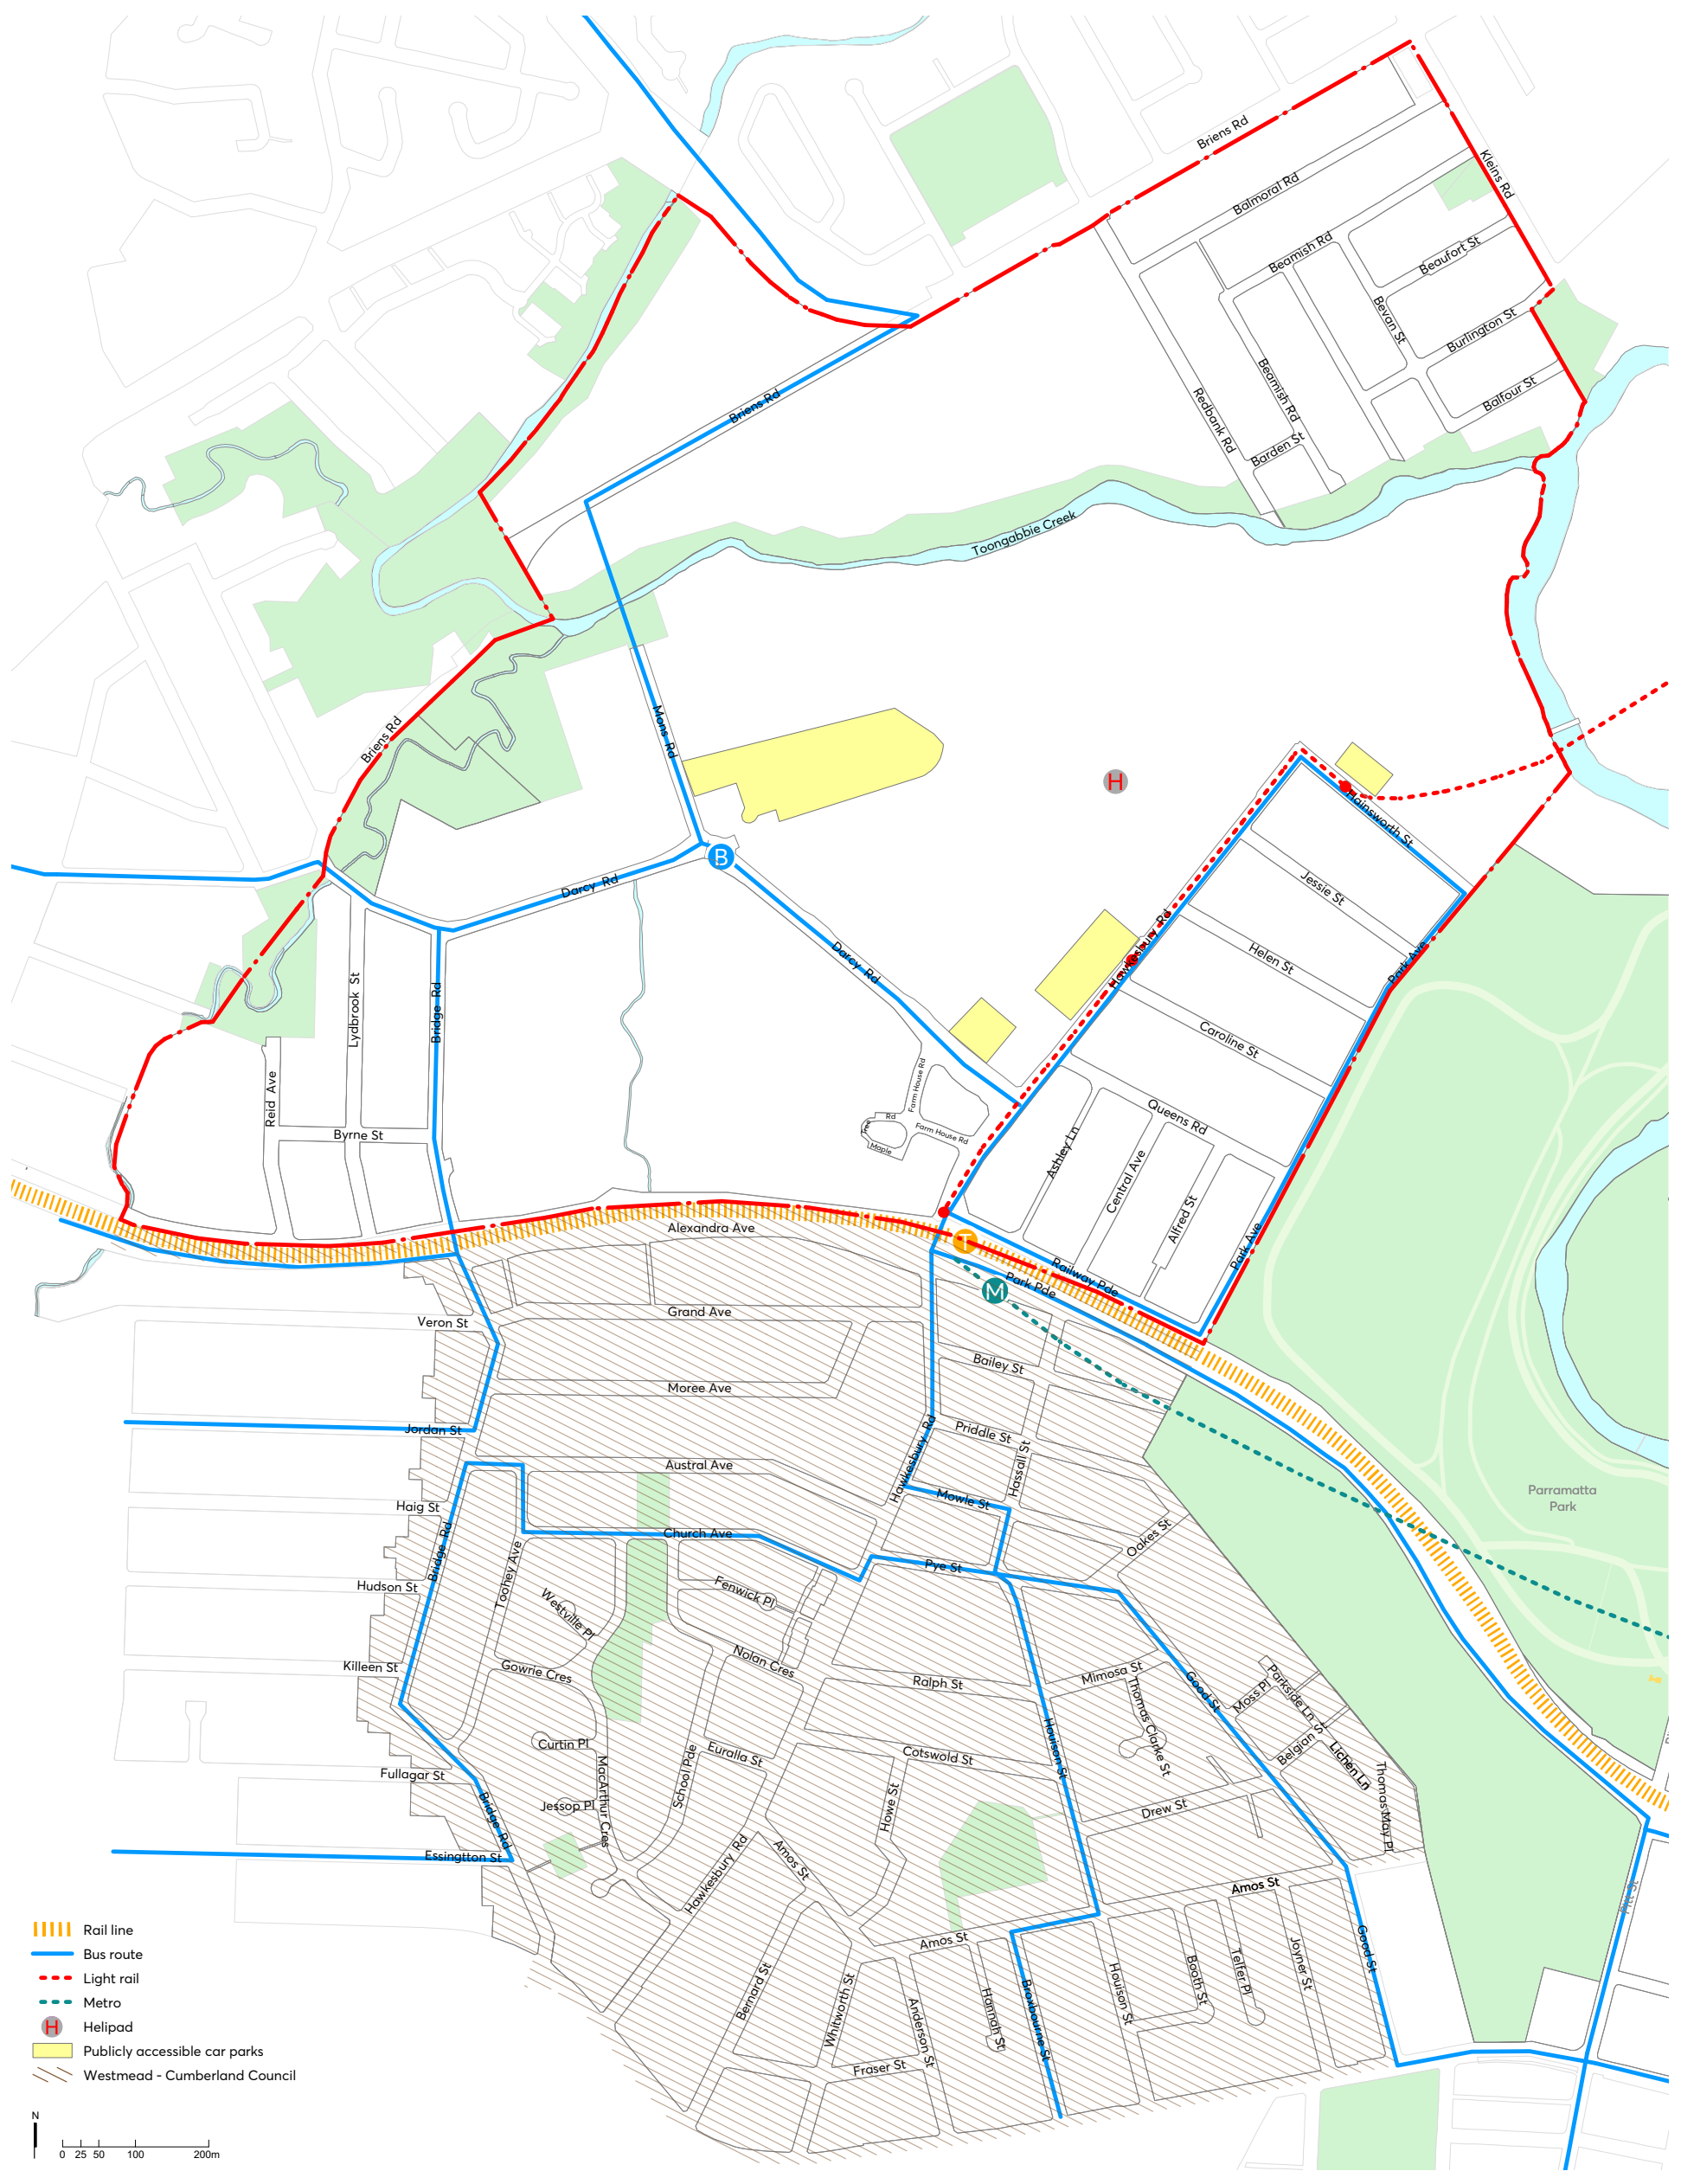 Briens Rd
Kleins Rd
Balmoral Rd
Beamish Rd
Beaufort St
Bevan St
Burlington St
Beamish Rd
Balfour St
Briens Rd
Redbank Rd
Barden St
Toongabbie Creek
Briens Rd
Mons Rd
H
Hainsworth St
B
Jessie St
Darcy Rd
Hawkesbury Rd
Darcy Rd
Helen St
Park Ave
Lydbrook St
Bridge Rd
Caroline St
Reid Ave
Farm House Rd
Queens Rd
Rd
Tree
Farm House Rd
Maple
Byrne St
Ashley Ln
Central Ave
Alfred St
Park Ave
Alexandra Ave
T
Railway Pde
Park Pde
M
Grand Ave
Veron St
Bailey St
Moree Ave
Jordan St
Priddle St
Hawkesbury Rd
Hassall St
Austral Ave
Mowle St
Parramatta
Park
Haig St
Church Ave
Oakes St
Bridge Rd
Pye St
Toohey Ave
Hudson St
Fenwick Pl
Westville Pl
Nolan Cres
Killeen St
Gowrie Cres
Ralph St
Mimosa St
Good St
Moss Pl
Parkside Ln
Thomas Clarke St
Houison St
Curtin Pl
Euralla St
Cotswold St
Belgian S
Lichen Ln
Fullagar St
School Pde
MacArthur Cres
Thomas May Pl
Jessop Pl
Howe St
Drew St
Bridge Rd
Essingtton St
Hawkesbury Rd
Amos St
Amos St
Pitt St
Amos St
Good St
Bernard St
Whitworth St
Anderson St
Hannah St
Broxbourne St
Houison St
Booth St
Telfer Pl
Joyner St
Fraser St
Rail line
Bus route
Light rail
Metro
H Helipad
Publicly accessible car parks
Westmead - Cumberland Council
N
0 25 50 100 200m